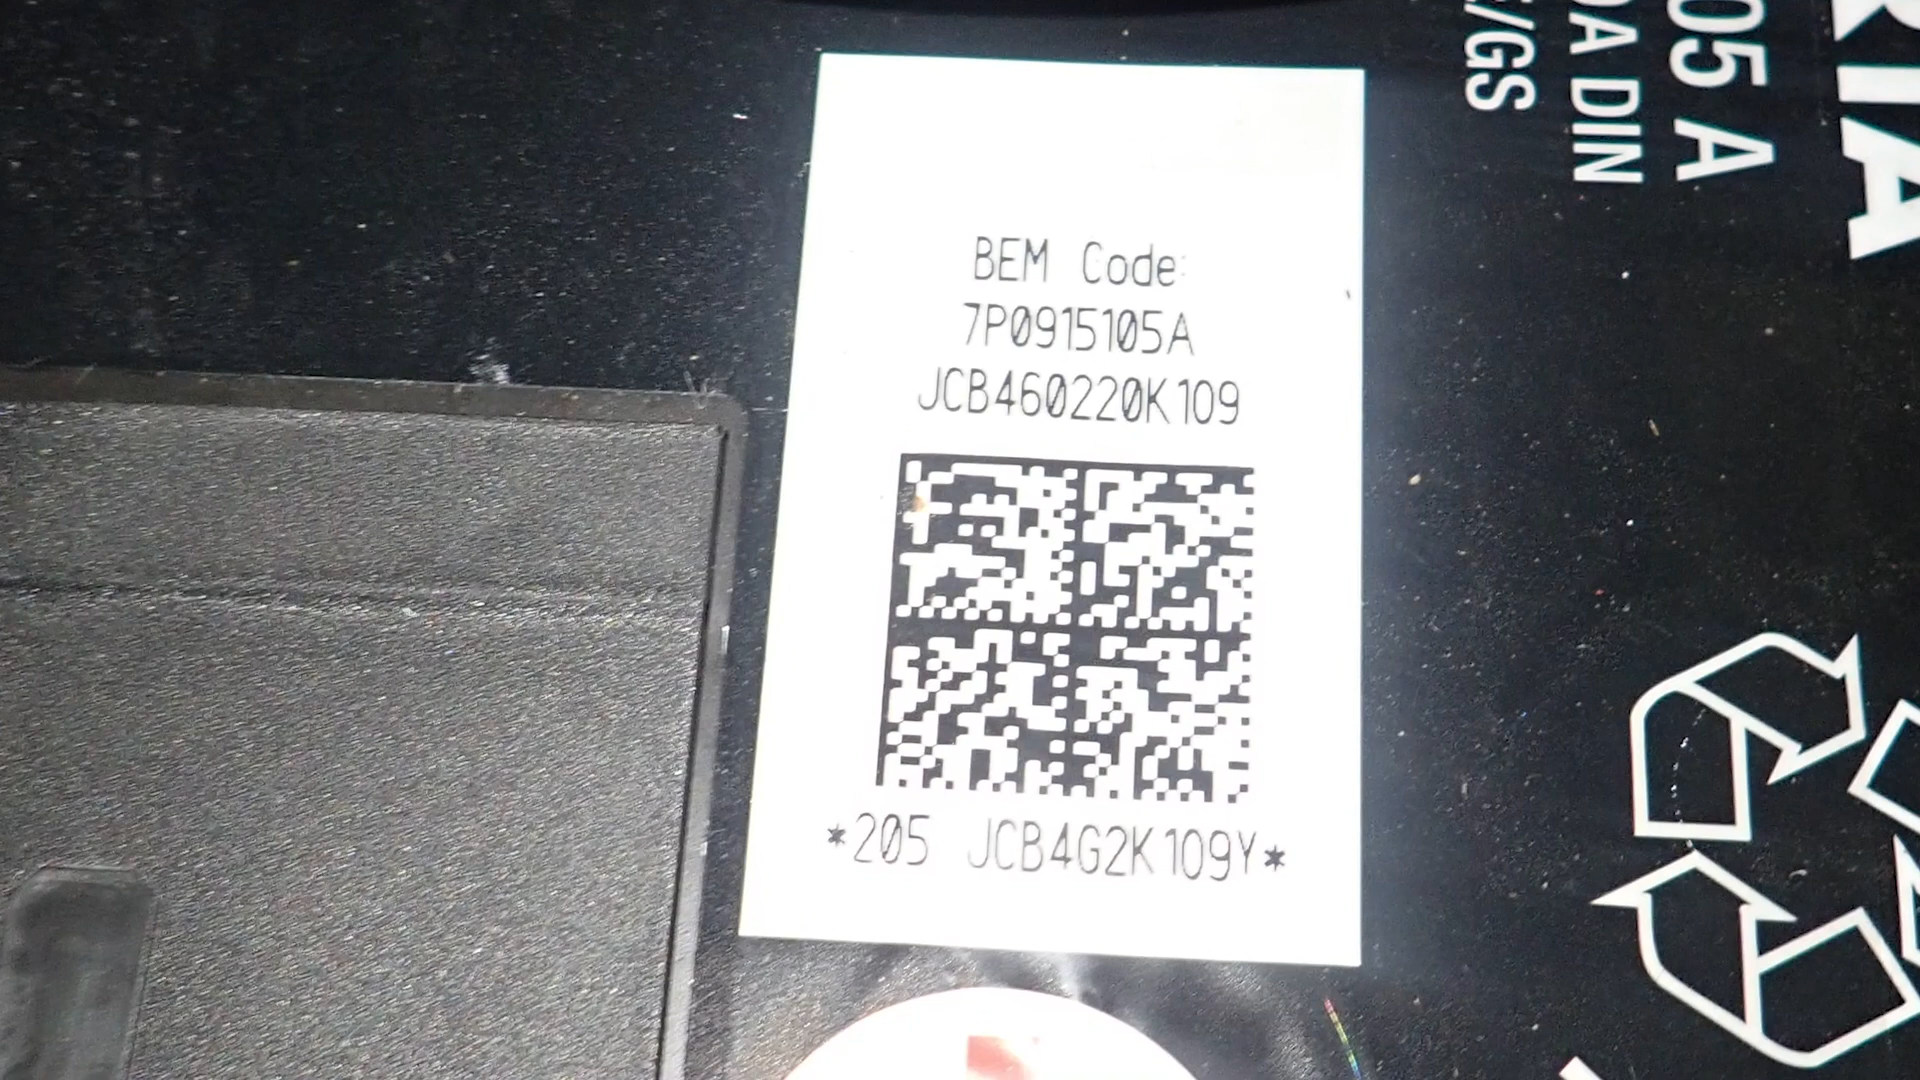 BEM Code:
7P0915105A
JCB460220K109
*205 JCB4G2K109Y*
05 A
DIN
/GS